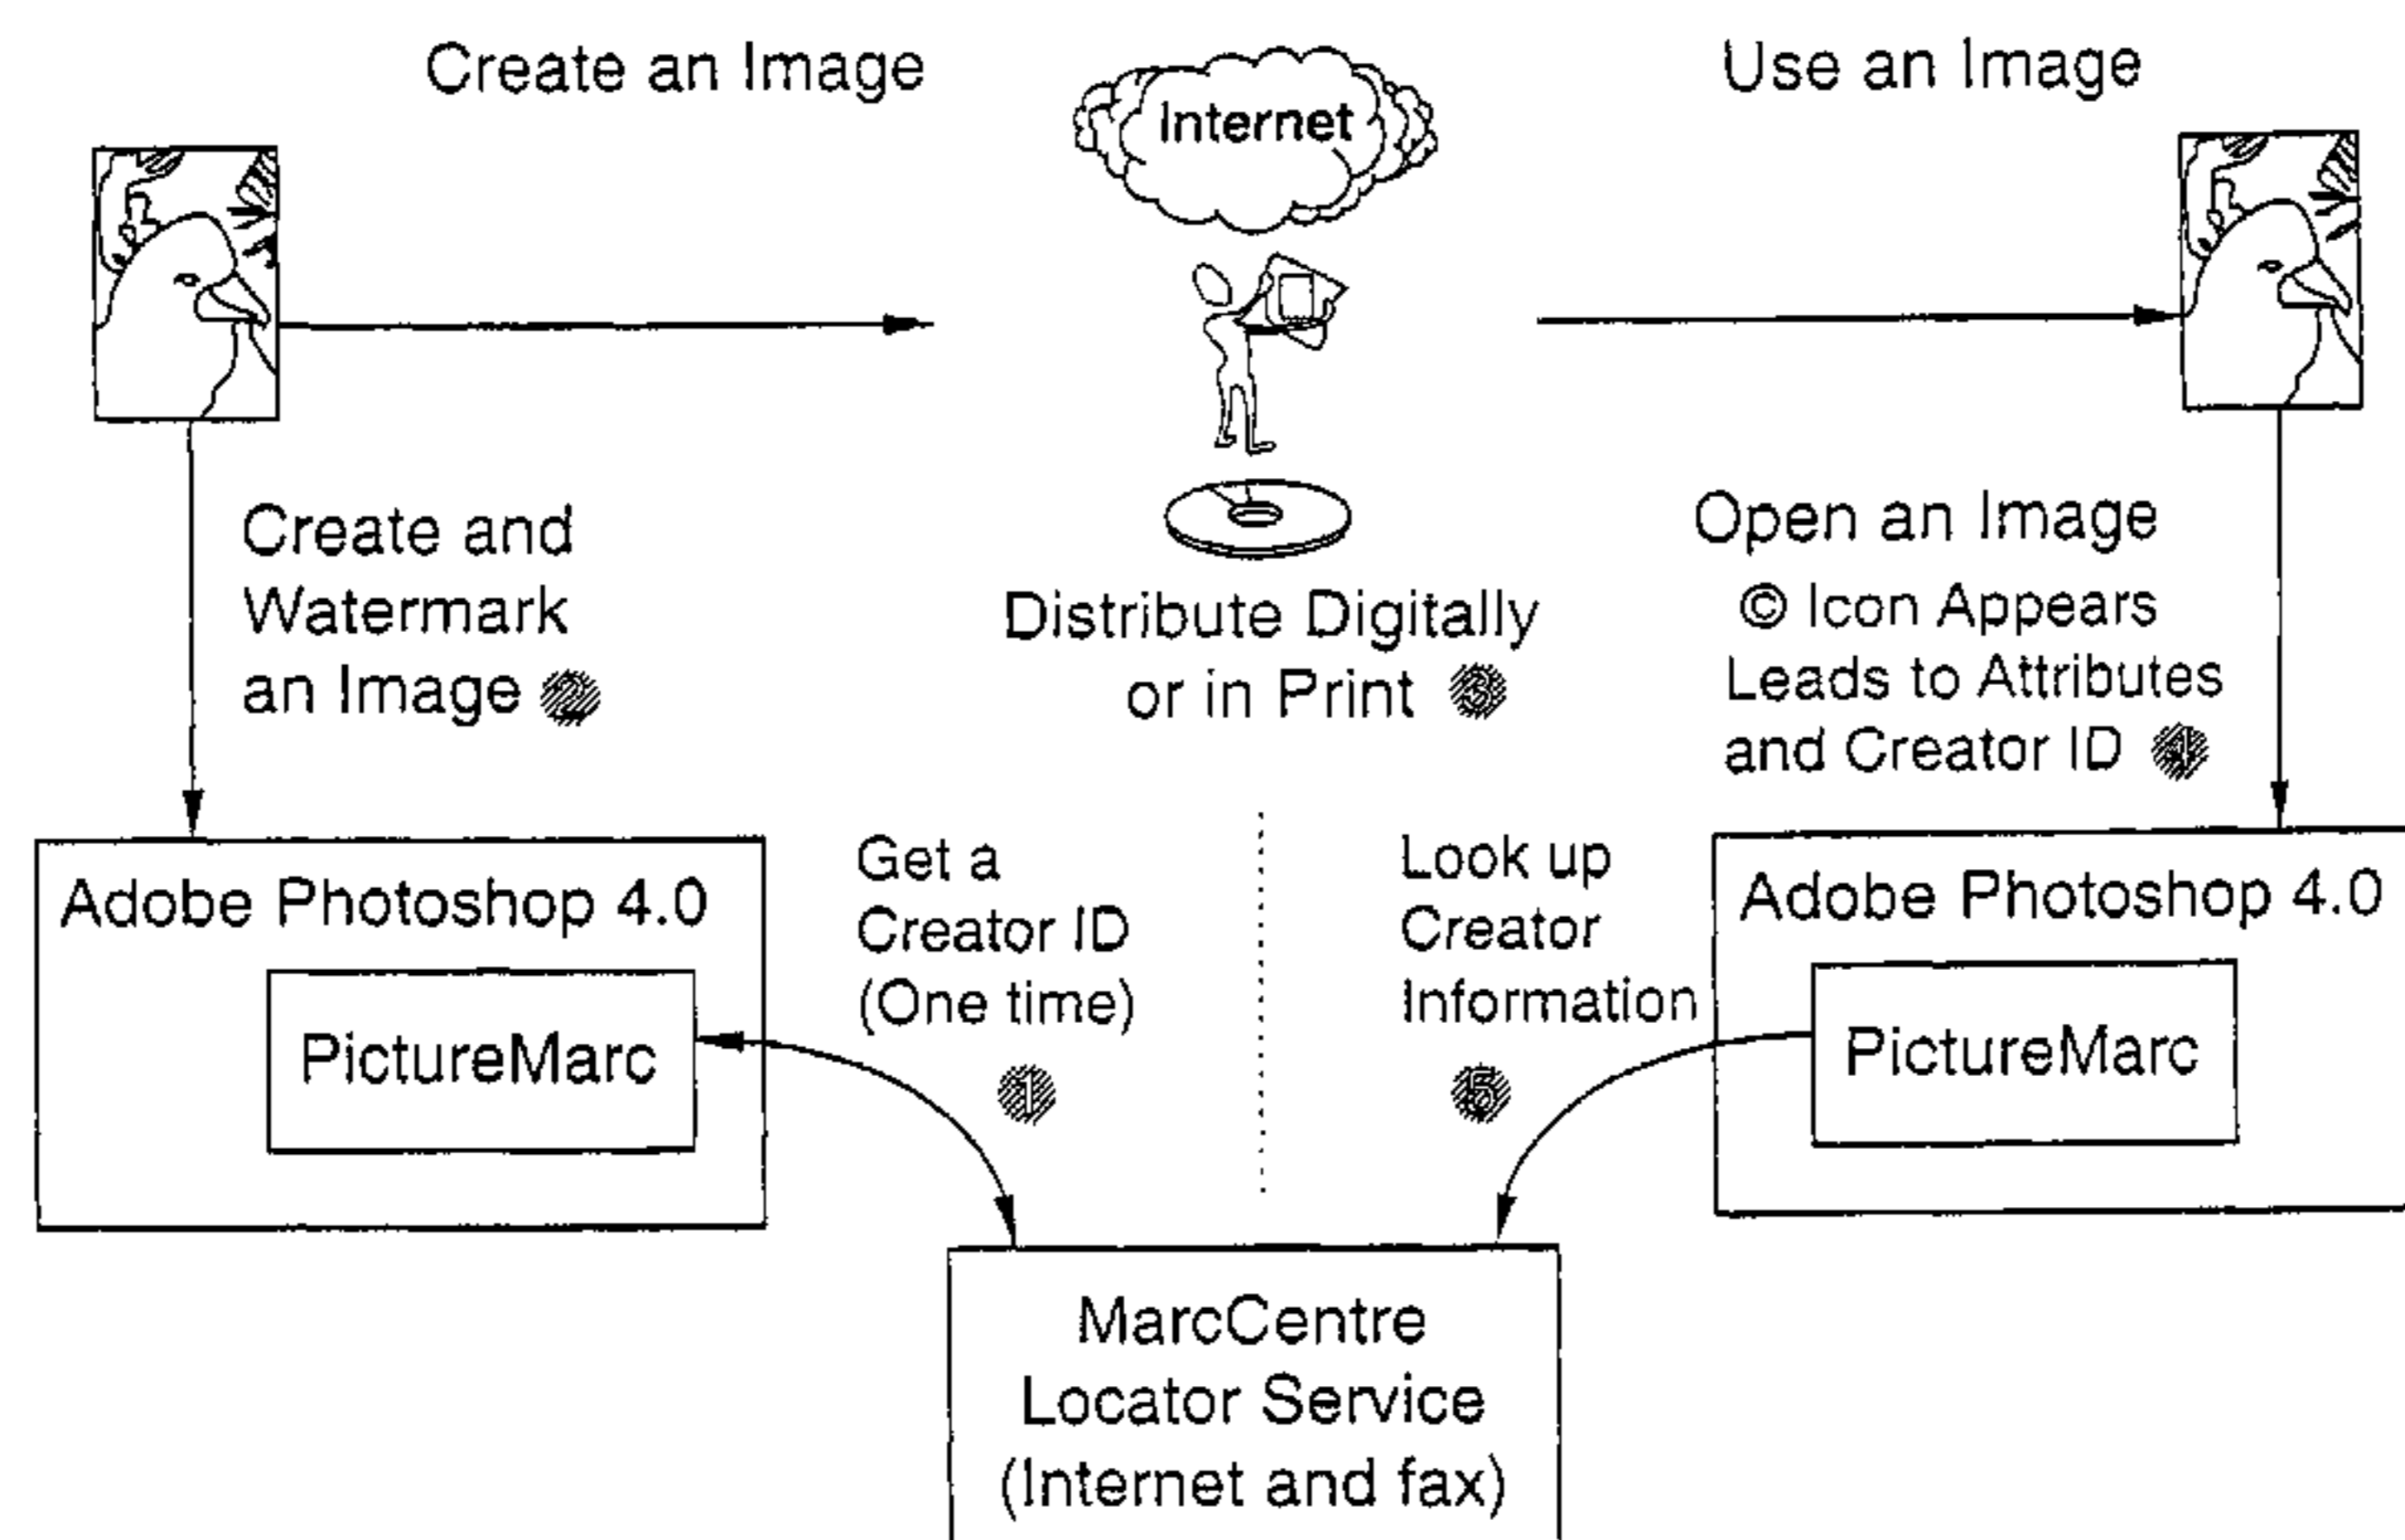 Create an Image
Internet
Use an Image
Create and
Watermark
an Image 2
Distribute Digitally
or in Print 3
Open an Image
© Icon Appears
Leads to Attributes
and Creator ID 4
Adobe Photoshop 4.0
PictureMarc
Get a
Creator ID
(One time)
1
Look up
Creator
Information
5
Adobe Photoshop 4.0
PictureMarc
MarcCentre
Locator Service
(Internet and fax)